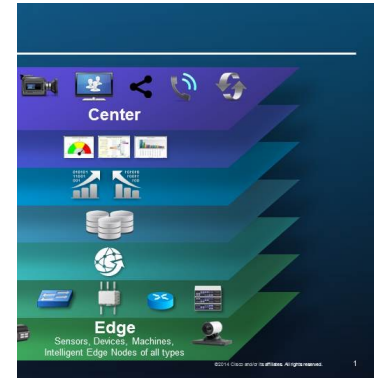 Center
Edge
Sensors, Devices, Machines,
Intelligent Edge Nodes of all types
©2014 Cisco and/or its affiliates. All rights reserved. 1